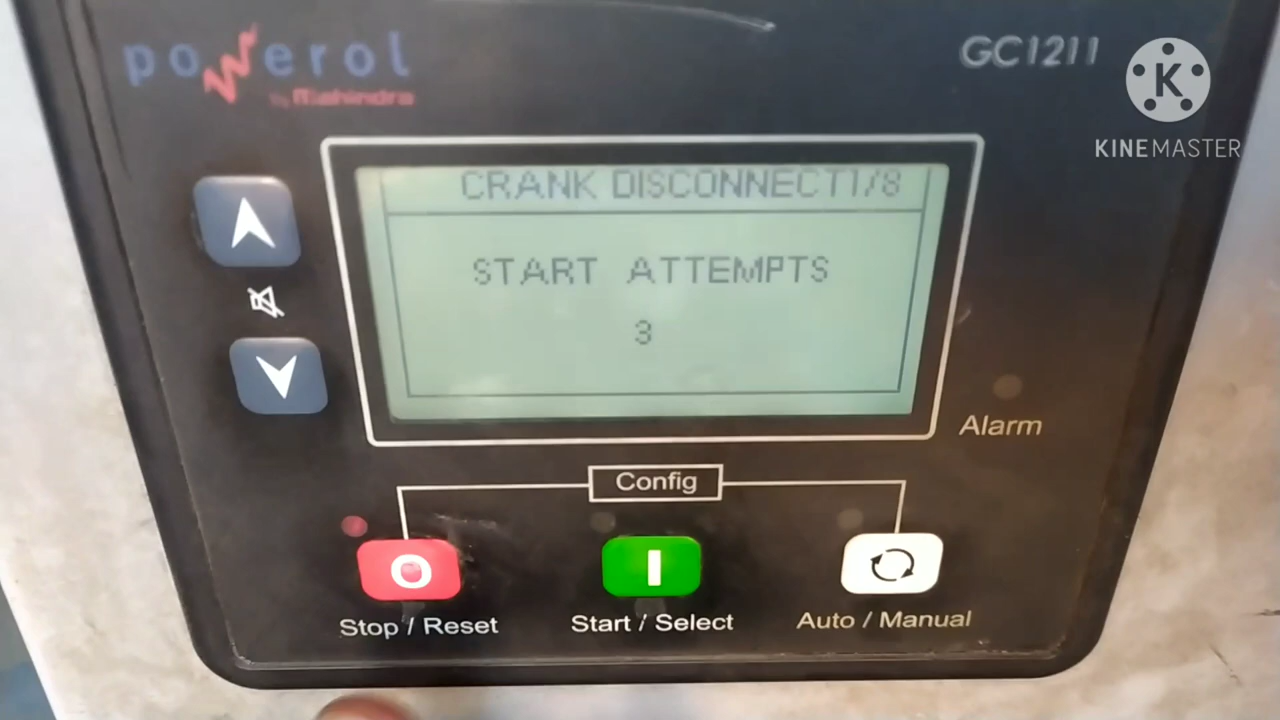 powerol
by Mahindra
GC1211
K
KINEMASTER
CRANK DISCONNECT1/8
START ATTEMPTS
3
Alarm
Config
O
I
Stop / Reset
Start / Select
Auto / Manual